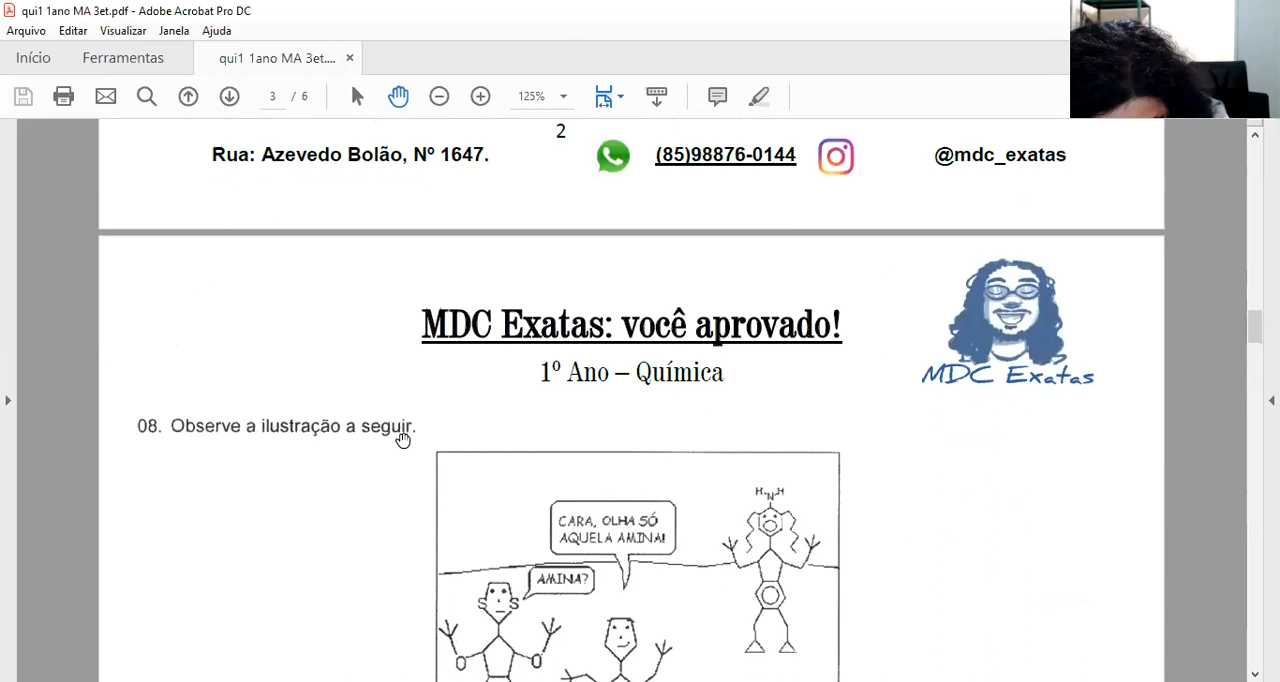 qui1 1ano MA 3et.pdf - Adobe Acrobat Pro DC
Arquivo Editar Visualizar Janela Ajuda
Início Ferramentas qui1 1ano MA 3et.... ×
3 / 6 125%
2
Rua: Azevedo Bolão, Nº 1647. (85)98876-0144 @mdc_exatas
MDC Exatas: você aprovado!
1º Ano – Química
MDC Exatas
08. Observe a ilustração a seguir.
H N H
CARA, OLHA SÓ
AQUELA AMINA!
AMINA?
S S
O O